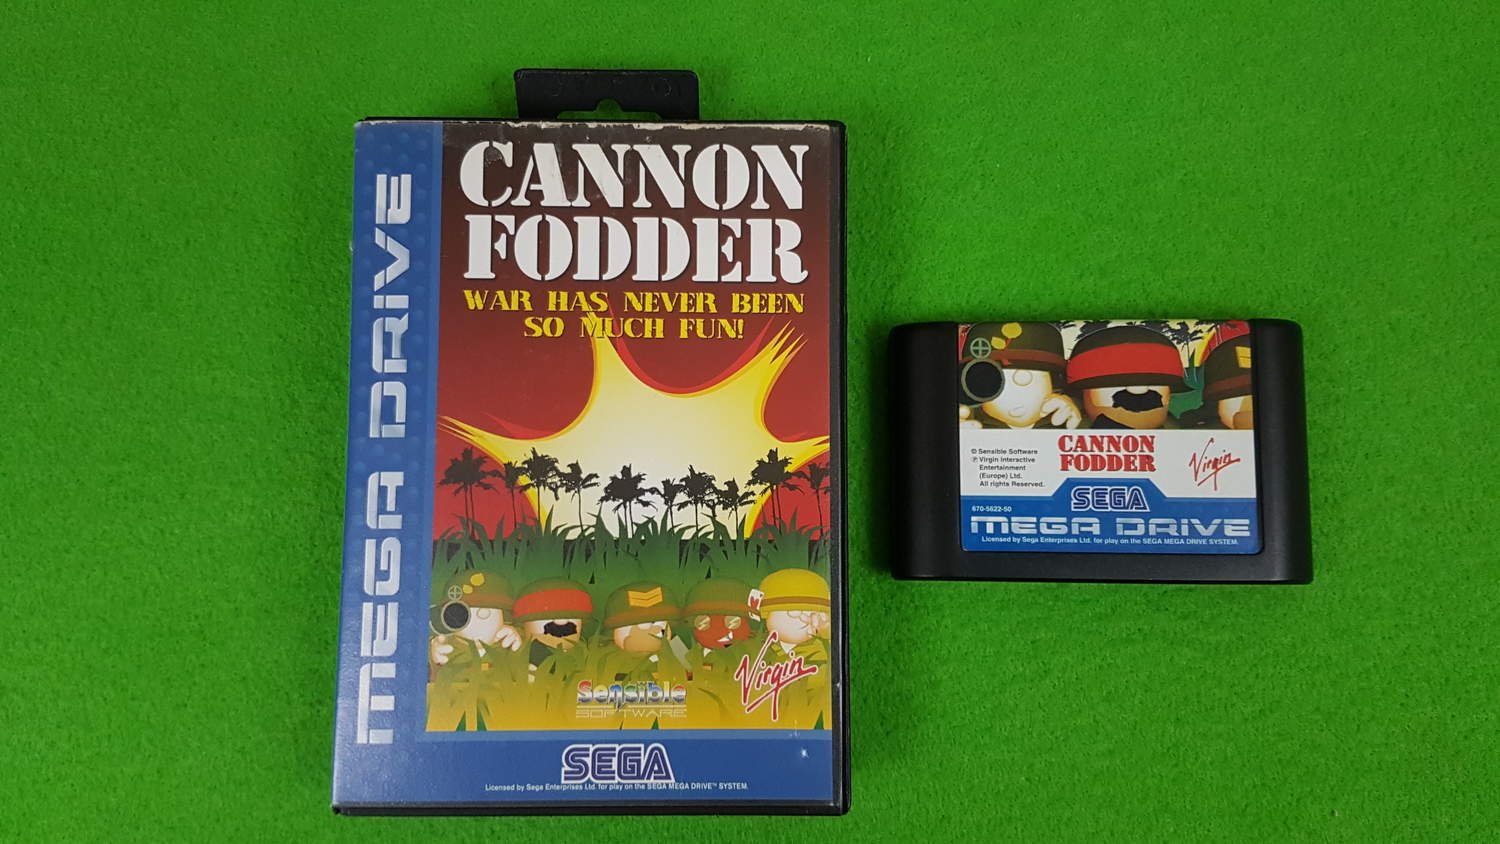 CANNON
FODDER
WAR HAS NEVER BEEN
SO MUCH FUN!
MEGA DRIVE
Sensible
SOFTWARE
Virgin
SEGA
Licensed by Sega Enterprises Ltd. for play on the SEGA MEGA DRIVE™ SYSTEM.
© Sensible Software
℗ Virgin Interactive
Entertainment
(Europe) Ltd.
All rights Reserved.
CANNON
FODDER
Virgin
SEGA
670-5622-50
MEGA DRIVE
Licensed by Sega Enterprises Ltd. for play on the SEGA MEGA DRIVE SYSTEM.